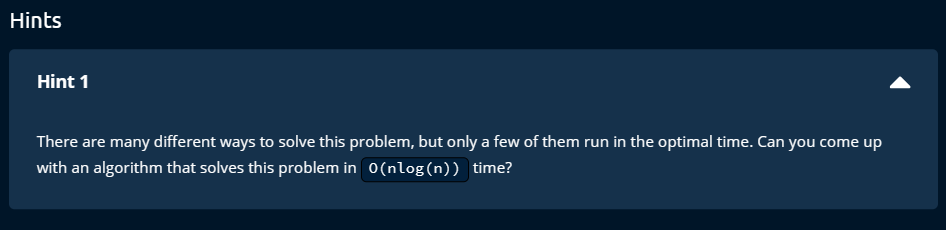 Hints
Hint 1
There are many different ways to solve this problem, but only a few of them run in the optimal time. Can you come up
with an algorithm that solves this problem in O(nlog(n)) time?